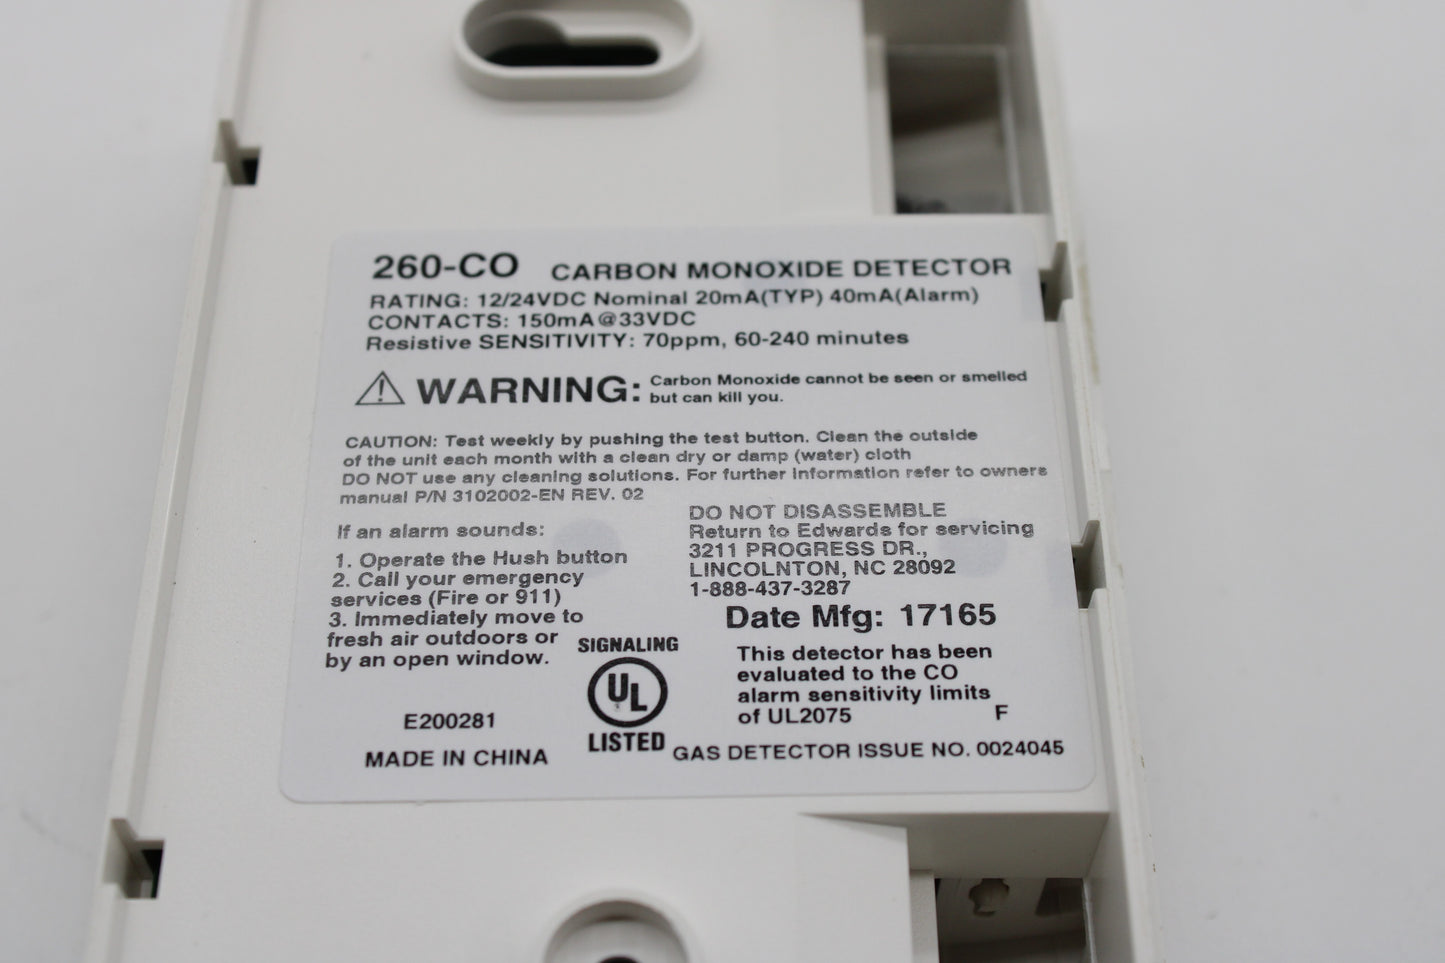 260-CO CARBON MONOXIDE DETECTOR
RATING: 12/24VDC Nominal 20mA(TYP) 40mA(Alarm)
CONTACTS: 150mA@33VDC
Resistive SENSITIVITY: 70ppm, 60-240 minutes
WARNING: Carbon Monoxide cannot be seen or smelled
but can kill you.
CAUTION: Test weekly by pushing the test button. Clean the outside
of the unit each month with a clean dry or damp (water) cloth
DO NOT use any cleaning solutions. For further information refer to owners
manual P/N 3102002-EN REV. 02
If an alarm sounds:
1. Operate the Hush button
2. Call your emergency
services (Fire or 911)
3. Immediately move to
fresh air outdoors or
by an open window.
DO NOT DISASSEMBLE
Return to Edwards for servicing
3211 PROGRESS DR.,
LINCOLNTON, NC 28092
1-888-437-3287
Date Mfg: 17165
This detector has been
evaluated to the CO
alarm sensitivity limits
of UL2075 F
SIGNALING
UL
LISTED
E200281
MADE IN CHINA
GAS DETECTOR ISSUE NO. 0024045